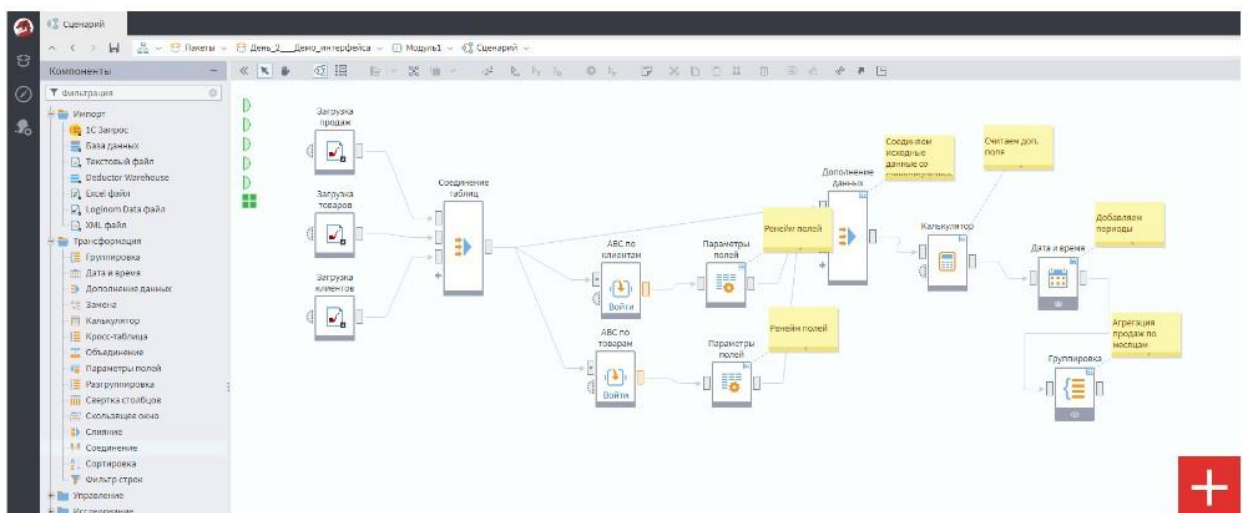 Сценарий
Пакеты
День_2___Демо_интерфейса
Модуль1
Сценарий
Компоненты
Фильтрация
Импорт
1С Запрос
База данных
Текстовый файл
Deductor Warehouse
Excel файл
Loginom Data файл
XML файл
Трансформация
Группировка
Дата и время
Дополнение данных
Замена
Калькулятор
Кросс-таблица
Объединение
Параметры полей
Разгруппировка
Свертка столбцов
Скользящее окно
Слияние
Соединение
Сортировка
Фильтр строк
Управление
Исследование
Загрузка
продаж
Загрузка
товаров
Загрузка
клиентов
Соединение
таблиц
ABC по
клиентам
Войти
ABC по
товарам
Войти
Параметры
полей
Параметры
полей
Ренейм полей
Ренейм полей
Дополнение
данных
Соединяем
исходные
данные со
Калькулятор
Считаем доп.
поля
Дата и время
Добавляем
периоды
Группировка
Агрегация
продаж по
месяцам